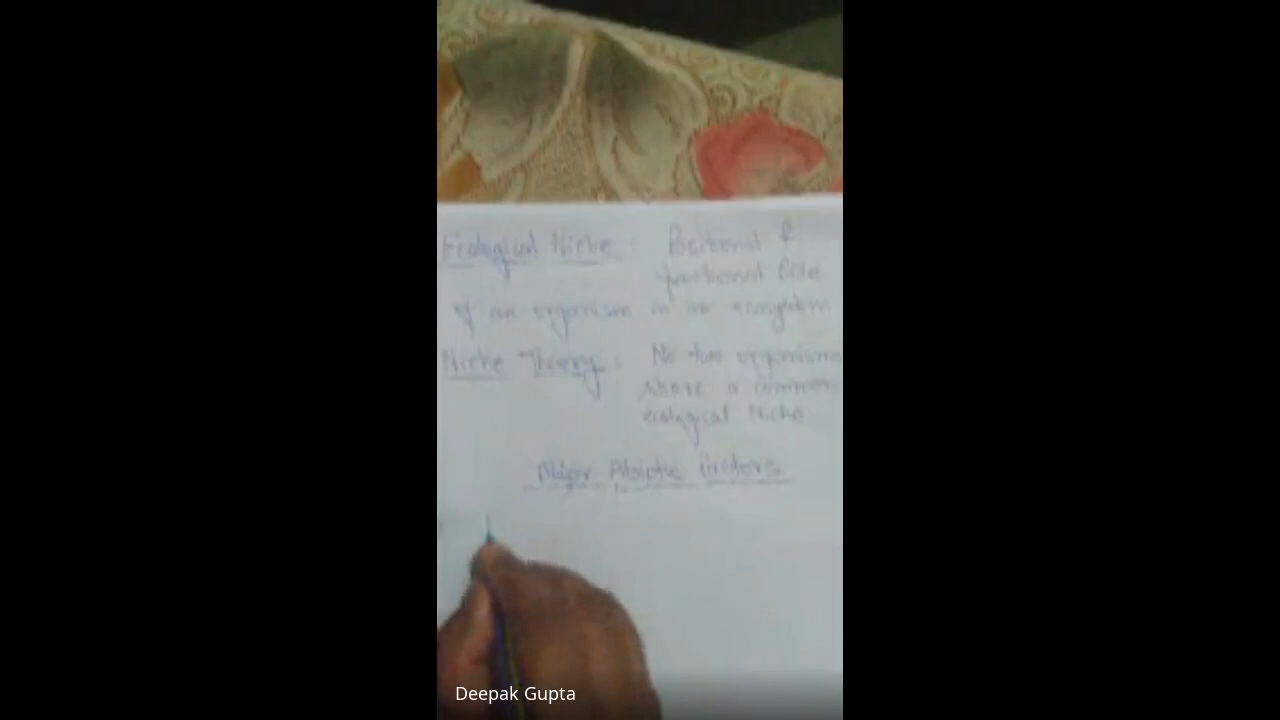 Ecological Niche : Positional &
functional Role
of an organism in an ecosystem
Niche Theory : No two organisms
share a common
ecological Niche
Major Abiotic Factors
Deepak Gupta